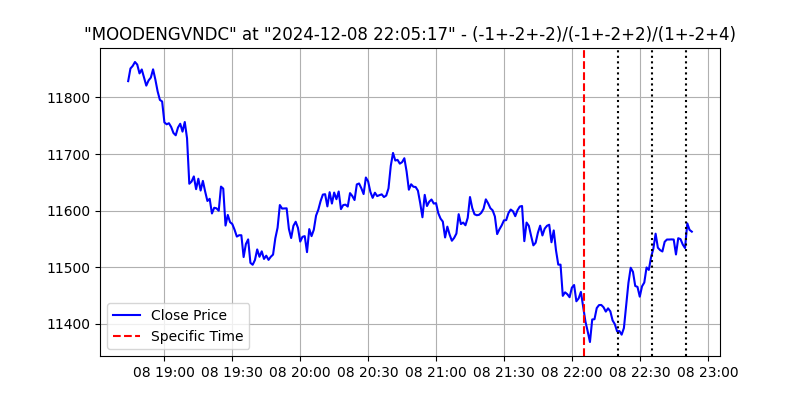 "MOODENGVNDC" at "2024-12-08 22:05:17" - (-1+-2+-2)/(-1+-2+2)/(1+-2+4)
11800
11700
11600
11500
11400
Close Price
Specific Time
08 19:00 08 19:30 08 20:00 08 20:30 08 21:00 08 21:30 08 22:00 08 22:30 08 23:00